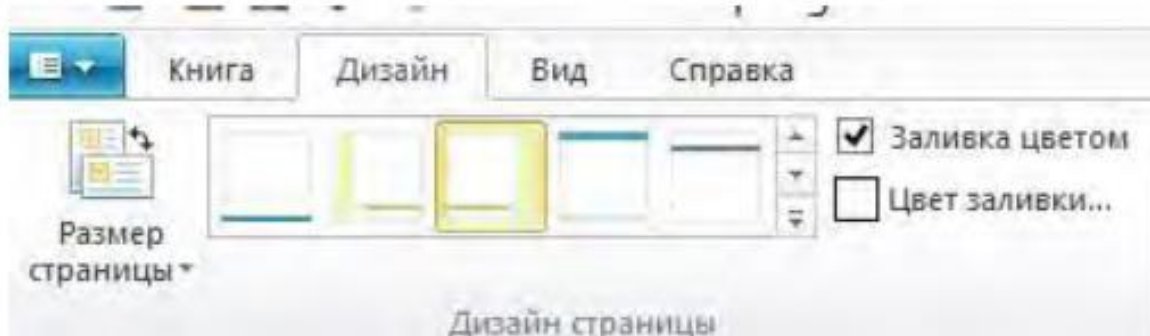 Книга Дизайн Вид Справка
Заливка цветом
Цвет заливки...
Размер
страницы
Дизайн страницы